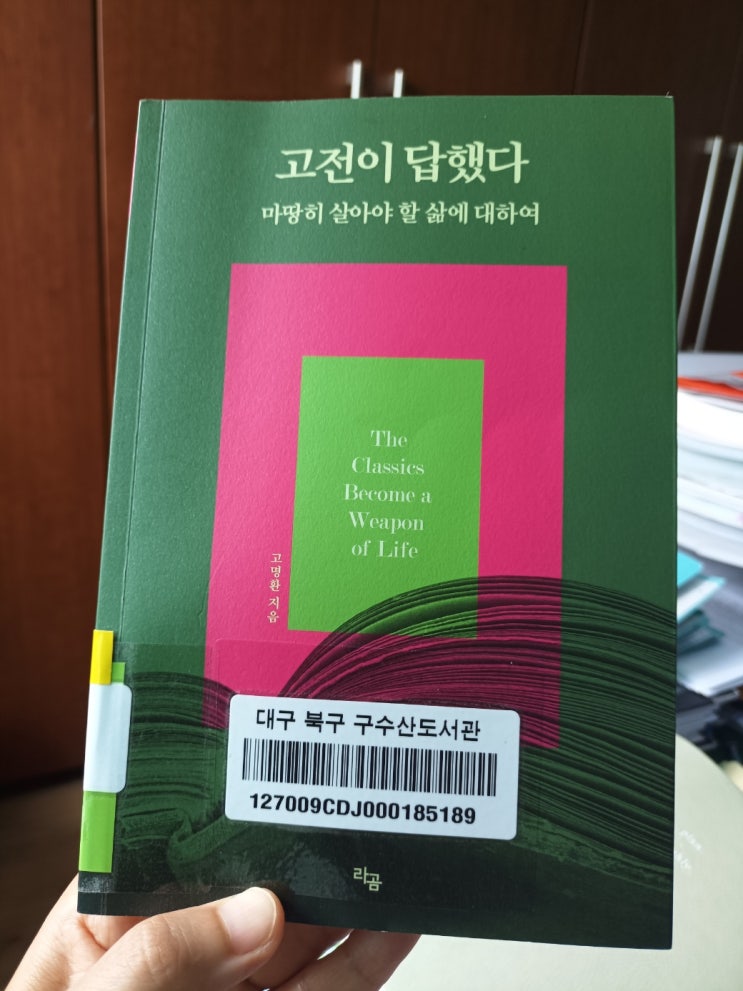 고전이 답했다
마땅히 살아야 할 삶에 대하여
The
Classics
Become a
Weapon
of Life
고명환 지음
대구 북구 구수산도서관
127009CDJ000185189
라곰